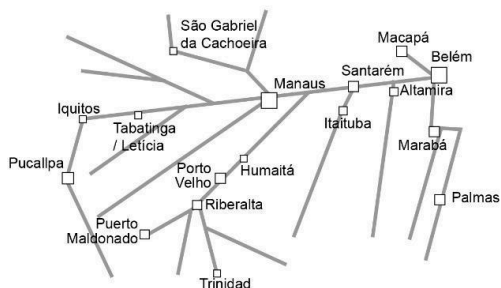 São Gabriel
da Cachoeira
Macapá
Belém
Manaus
Santarém
Altamira
Iquitos
Tabatinga
/ Letícia
Itaituba
Marabá
Pucallpa
Porto
Velho
Humaitá
Palmas
Riberalta
Puerto
Maldonado
Trinidad